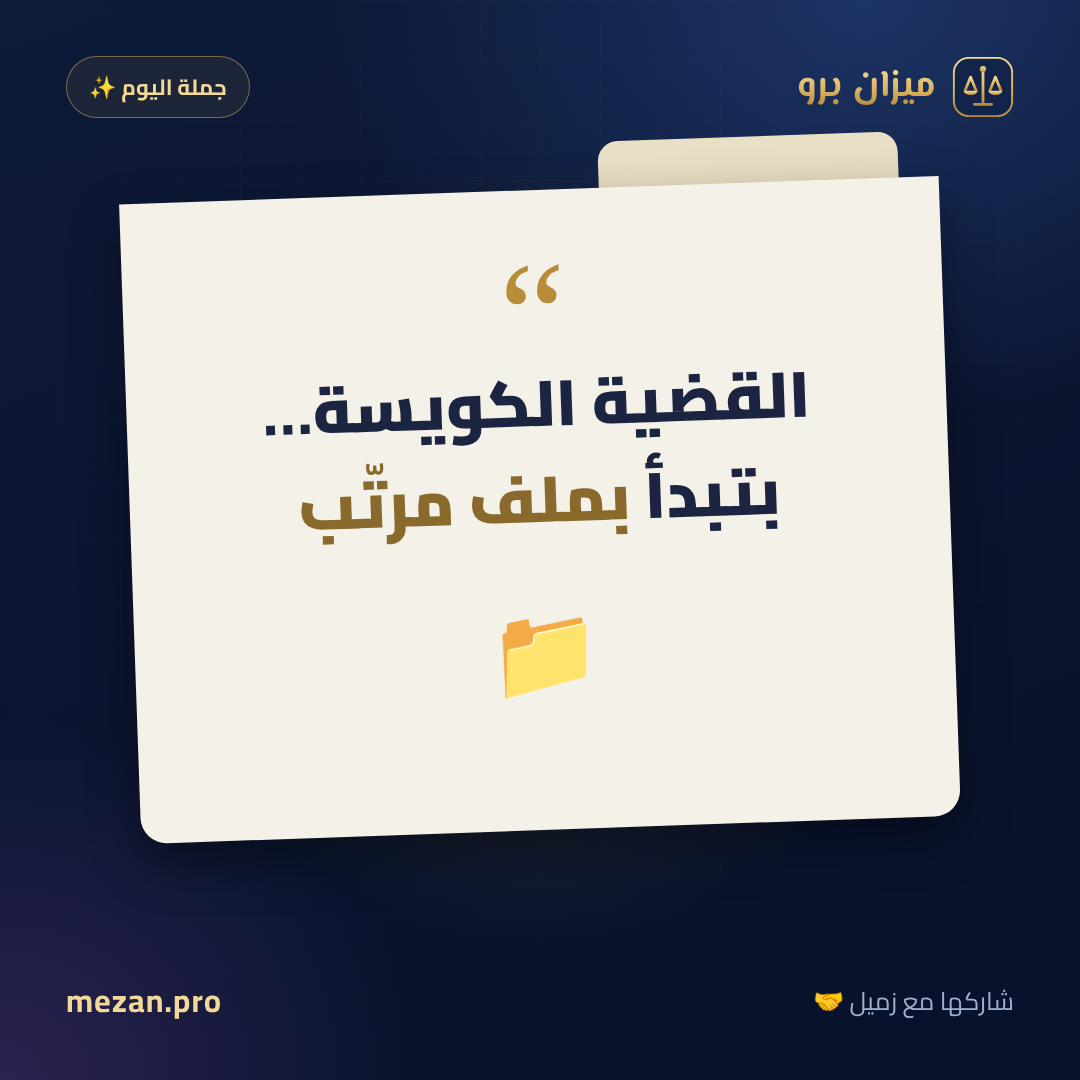 ميزان برو
جملة اليوم ✨
“
القضية الكويسة...
بتبدأ بملف مرتّب
شاركها مع زميل 🤝
mezan.pro